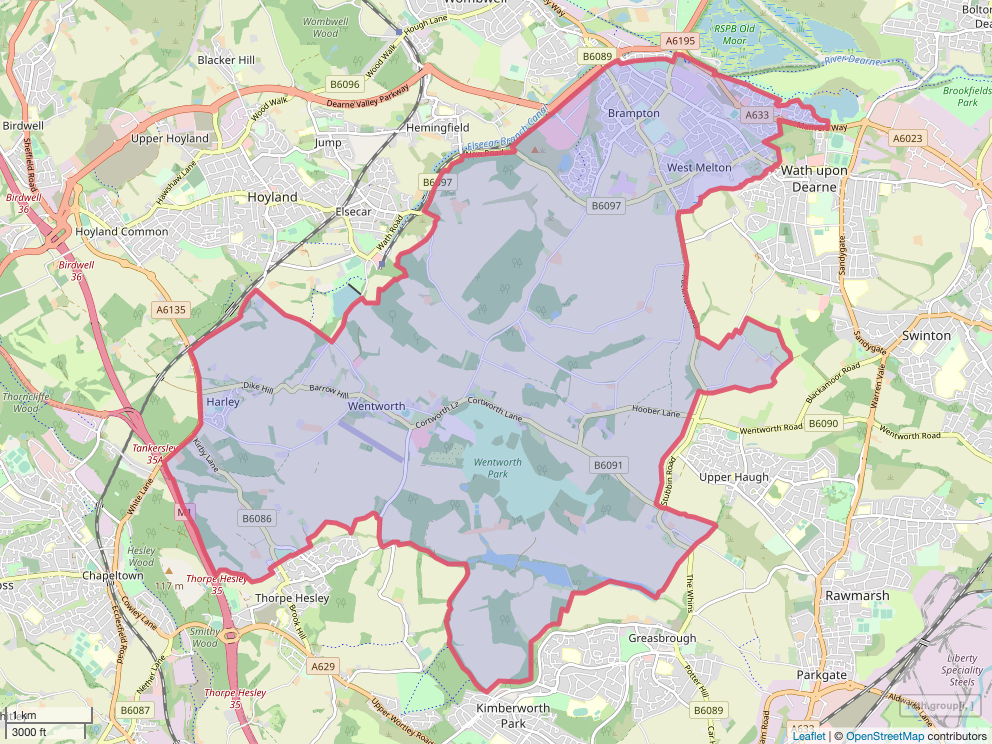 Wombwell
Wombwell
Wood
Hough Lane
Wood Walk
Blacker Hill
B6096
Dearne Valley Parkway
Wood Walk
B6089
A6195
RSPB Old
Moor
River Dearne
Brookfields
Park
Birdwell
Sheffield Road
Upper Hoyland
Hemingfield
Jump
Elsecar Branch Canal
Brampton
A633
Way
A6023
Birdwell
36
Hawshaw Lane
Hoyland
Elsecar
B6097
West Melton
Wath upon
Dearne
B6097
Hoyland Common
Wath Road
Birdwell
36
A6135
Sandygate
Swinton
Sandygate
Thorncliffe
Wood
Dike Hill
Barrow Hill
Harley
Wentworth
Cortworth La
Cortworth Lane
Hoober Lane
Blackamoor Road
Warren Vale
Wentworth Road
B6090
Wentworth Road
Tankersley
35A
Kirby Lane
White Lane
Wentworth
Park
B6091
Stubbin Road
Upper Haugh
M1
B6086
Hesley
Wood
117 m
Chapeltown
Thorpe Hesley
35
Thorpe Hesley
Brook Hill
Cowley Lane
Ecclesfield Road
Smithy
Wood
The Whins
Rawmarsh
Greasbrough
Nether Lane
A629
Thorpe Hesley
35
Upper Wortley Road
Potter Hill
Parkgate
Liberty
Speciality
Steels
Aldwarke Lane
B6087
Kimberworth
Park
B6089
A633
1 km
3000 ft
Leaflet | © OpenStreetMap contributors